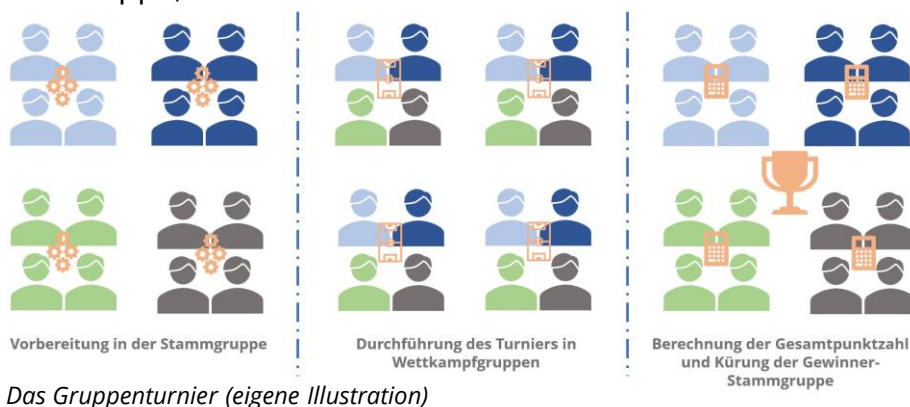 Vorbereitung in der Stammgruppe
Durchführung des Turniers in
Wettkampfgruppen
Berechnung der Gesamtpunktzahl
und Kürung der Gewinner-
Stammgruppe
Das Gruppenturnier (eigene Illustration)